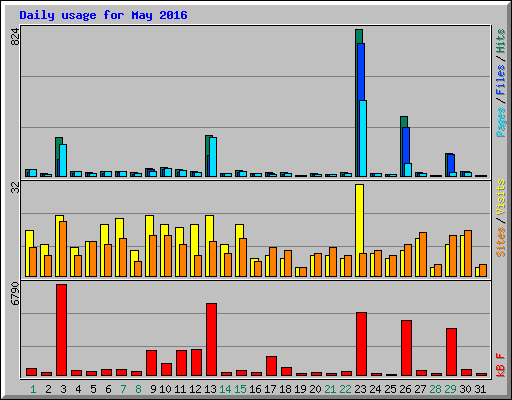 Daily usage for May 2016
824
Pages / Files / Hits
32
Sites / Visits
6790
kB F
1 2 3 4 5 6 7 8 9 10 11 12 13 14 15 16 17 18 19 20 21 22 23 24 25 26 27 28 29 30 31